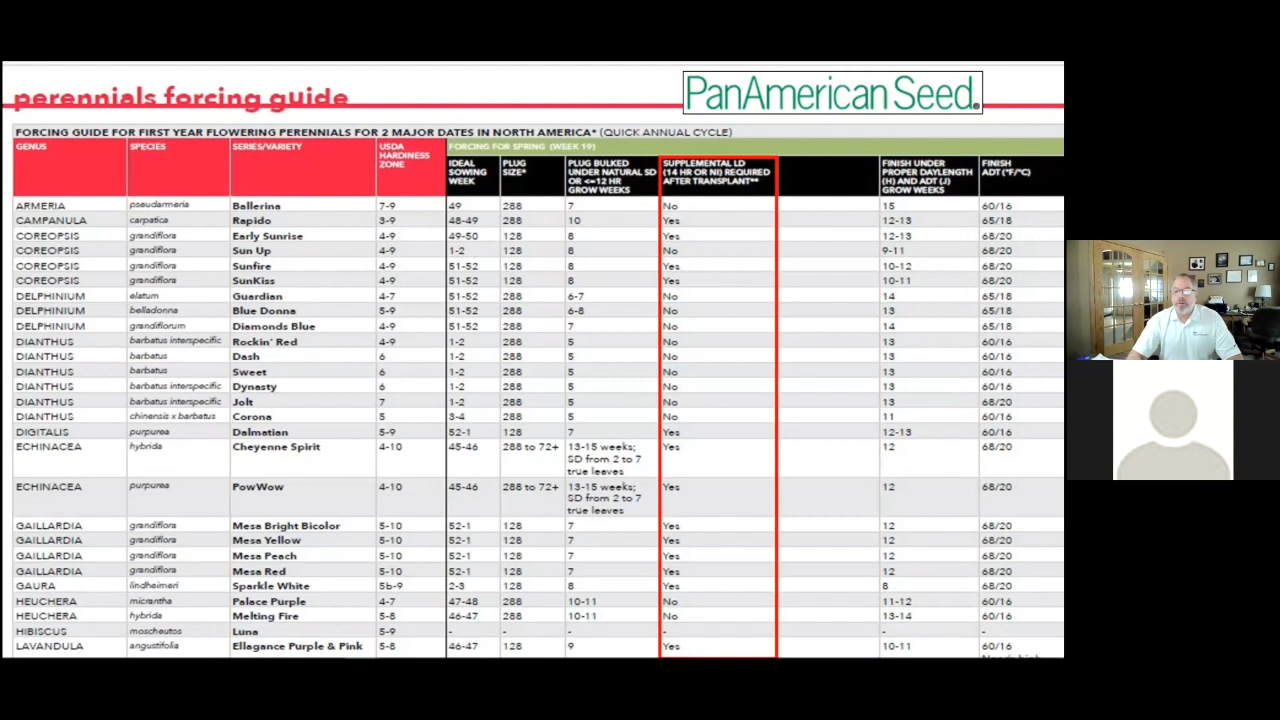 perennials forcing guide
PanAmerican Seed.
FORCING GUIDE FOR FIRST YEAR FLOWERING PERENNIALS FOR 2 MAJOR DATES IN NORTH AMERICA* (QUICK ANNUAL CYCLE)
GENUS SPECIES SERIES/VARIETY USDA HARDINESS ZONE FORCING FOR SPRING (WEEK 19)
IDEAL SOWING WEEK PLUG SIZE* PLUG BULKED UNDER NATURAL SD OR <=12 HR GROW WEEKS SUPPLEMENTAL LD (14 HR OR NI) REQUIRED AFTER TRANSPLANT** FINISH UNDER PROPER DAYLENGTH (H) AND ADT (J) GROW WEEKS FINISH ADT (°F/°C)
ARMERIA pseudarmeria Ballerina 7-9 49 288 7 No 15 60/16
CAMPANULA carpatica Rapido 3-9 48-49 288 10 Yes 12-13 65/18
COREOPSIS grandiflora Early Sunrise 4-9 49-50 128 8 Yes 12-13 68/20
COREOPSIS grandiflora Sun Up 4-9 1-2 128 8 No 9-11 68/20
COREOPSIS grandiflora Sunfire 4-9 51-52 128 8 Yes 10-12 68/20
COREOPSIS grandiflora SunKiss 4-9 51-52 128 8 Yes 10-11 68/20
DELPHINIUM elatum Guardian 4-7 51-52 288 6-7 No 14 65/18
DELPHINIUM belladonna Blue Donna 5-9 51-52 288 6-8 No 13 65/18
DELPHINIUM grandiflorum Diamonds Blue 4-9 51-52 288 7 No 14 65/18
DIANTHUS barbatus interspecific Rockin' Red 4-9 1-2 288 5 No 13 60/16
DIANTHUS barbatus Dash 6 1-2 288 5 No 13 60/16
DIANTHUS barbatus Sweet 6 1-2 288 5 No 13 60/16
DIANTHUS barbatus interspecific Dynasty 6 1-2 288 5 No 13 60/16
DIANTHUS barbatus interspecific Jolt 7 1-2 288 5 No 13 68/20
DIANTHUS chinensis x barbatus Corona 5 3-4 288 5 No 11 60/16
DIGITALIS purpurea Dalmatian 5-9 52-1 288 7 Yes 12-13 60/16
ECHINACEA hybrida Cheyenne Spirit 4-10 45-46 288 to 72+ 13-15 weeks; SD from 2 to 7 true leaves Yes 12 68/20
ECHINACEA purpurea PowWow 4-10 45-46 288 to 72+ 13-15 weeks; SD from 2 to 7 true leaves Yes 12 68/20
GAILLARDIA grandiflora Mesa Bright Bicolor 5-10 52-1 128 7 Yes 12 68/20
GAILLARDIA grandiflora Mesa Yellow 5-10 52-1 128 7 Yes 12 68/20
GAILLARDIA grandiflora Mesa Peach 5-10 52-1 128 7 Yes 12 68/20
GAILLARDIA grandiflora Mesa Red 5-10 52-1 128 7 Yes 12 68/20
GAURA lindheimeri Sparkle White 5b-9 2-3 128 8 Yes 8 68/20
HEUCHERA micrantha Palace Purple 4-7 47-48 288 10-11 No 11-12 60/16
HEUCHERA hybrida Melting Fire 5-8 46-47 288 10-11 No 13-14 60/16
HIBISCUS moscheutos Luna 5-9 - - - - - -
LAVANDULA angustifolia Ellagance Purple & Pink 5-8 46-47 128 9 Yes 10-11 60/16